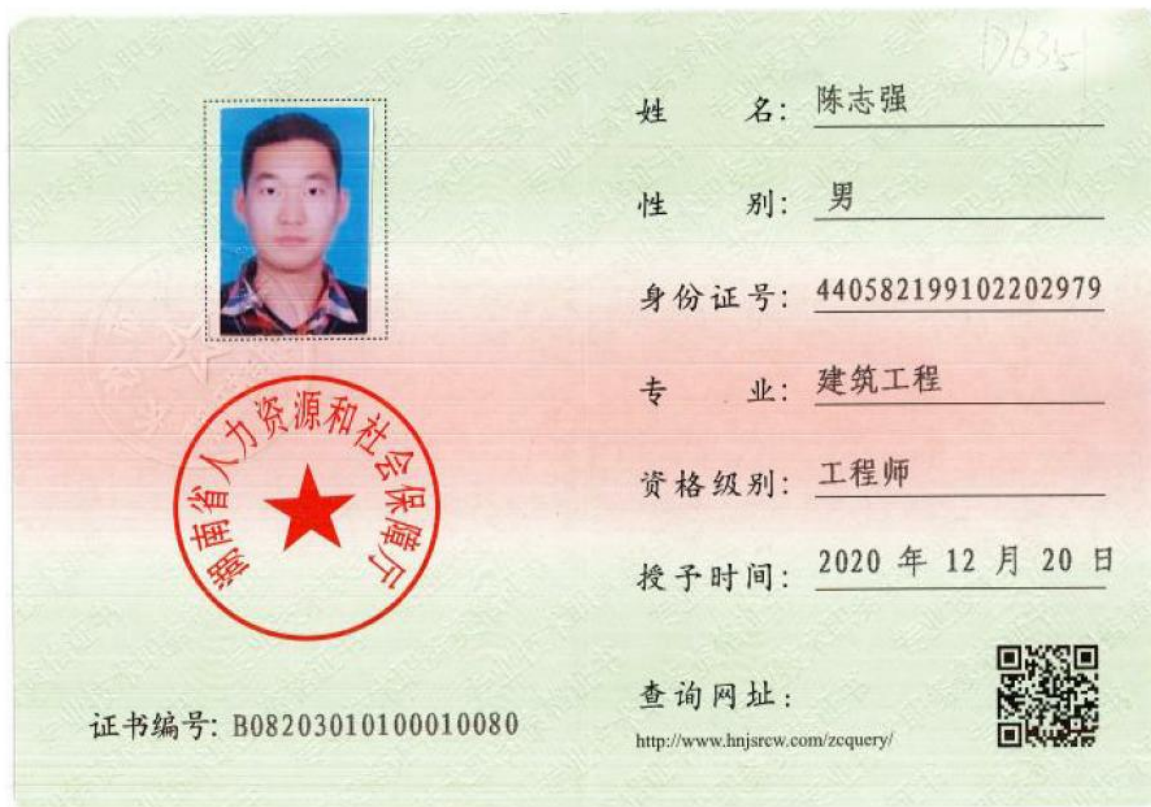 D635
姓名：陈志强
性别：男
身份证号：440582199102202979
专业：建筑工程
资格级别：工程师
授予时间：2020 年 12 月 20 日
湖南省人力资源和社会保障厅
查询网址：
http://www.hnjsrcw.com/zcquery/
证书编号：B08203010100010080